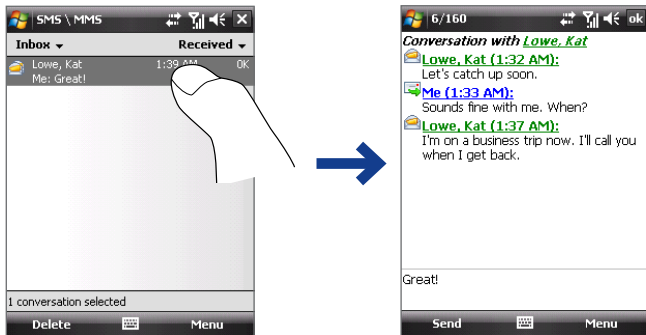 SMS \ MMS
Inbox
Received
Lowe, Kat
1:39 AM
0K
Me: Great!
1 conversation selected
Delete
Menu
6/160
ok
Conversation with Lowe, Kat
Lowe, Kat (1:32 AM):
Let's catch up soon.
Me (1:33 AM):
Sounds fine with me. When?
Lowe, Kat (1:37 AM):
I'm on a business trip now. I'll call you
when I get back.
Great!
Send
Menu